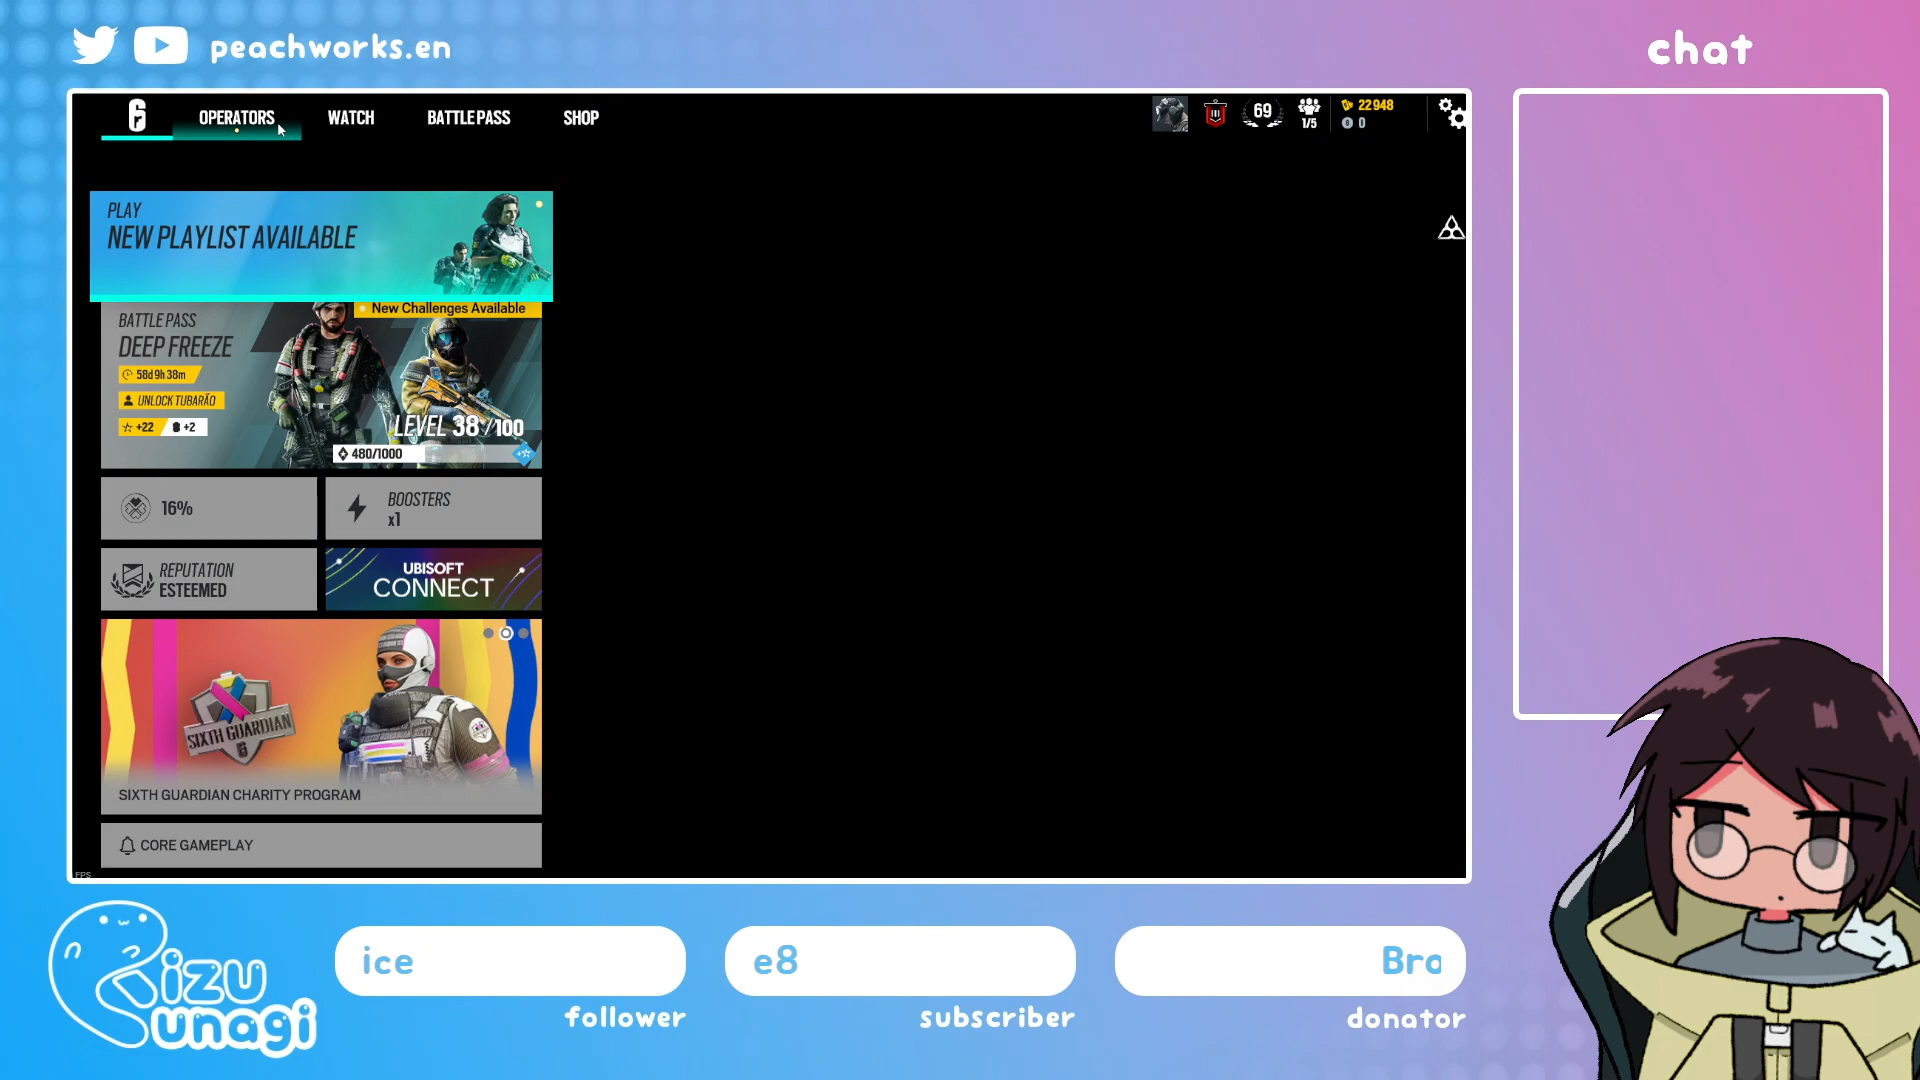 peachworks.en
chat
6
OPERATORS
WATCH
BATTLE PASS
SHOP
69
1/5
22 948
0
PLAY
NEW PLAYLIST AVAILABLE
New Challenges Available
BATTLE PASS
DEEP FREEZE
58d 9h 38m
UNLOCK TUBARÃO
+22
+2
LEVEL 38 /100
480/1000
16%
BOOSTERS
x1
REPUTATION
ESTEEMED
UBISOFT
CONNECT
SIXTH GUARDIAN
6
SIXTH GUARDIAN CHARITY PROGRAM
CORE GAMEPLAY
FPS
Rizu
unagi
ice
follower
e8
subscriber
Bra
donator